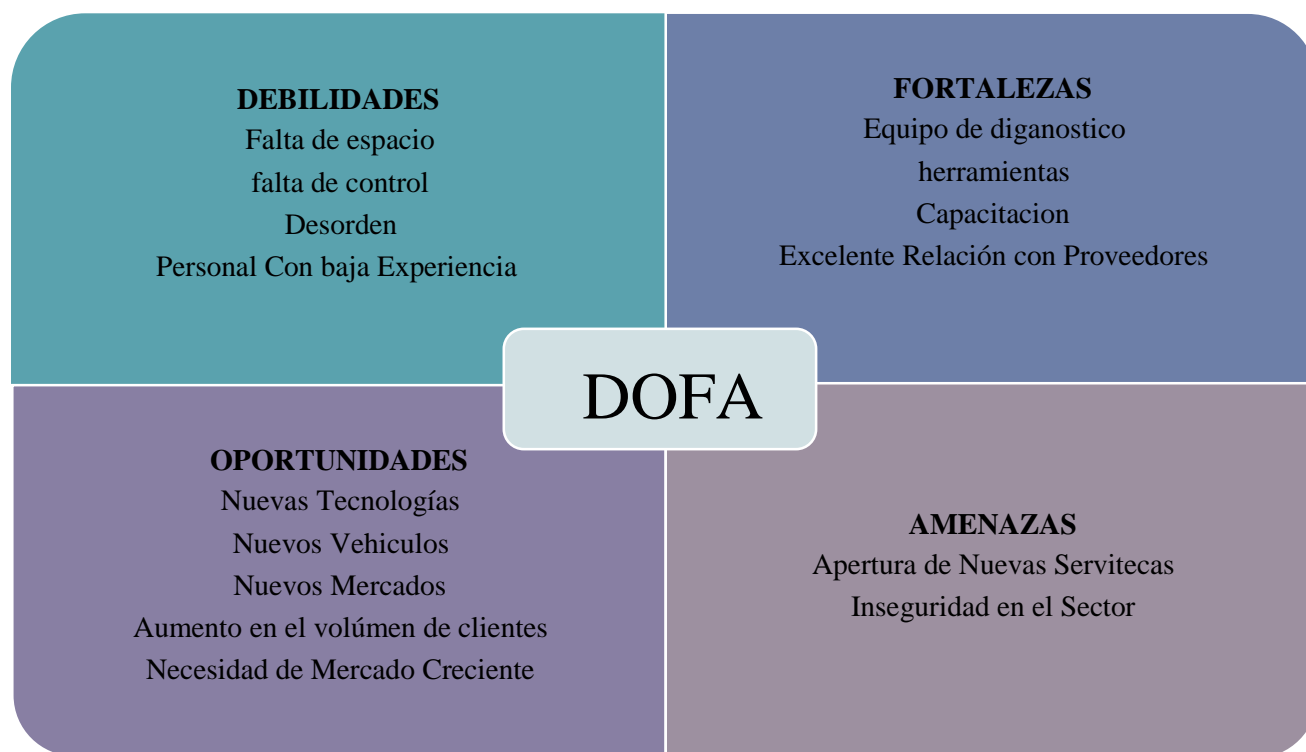 DEBILIDADES
Falta de espacio
falta de control
Desorden
Personal Con baja Experiencia
FORTALEZAS
Equipo de diganostico
herramientas
Capacitacion
Excelente Relación con Proveedores
DOFA
OPORTUNIDADES
Nuevas Tecnologías
Nuevos Vehiculos
Nuevos Mercados
Aumento en el volúmen de clientes
Necesidad de Mercado Creciente
AMENAZAS
Apertura de Nuevas Servitecas
Inseguridad en el Sector